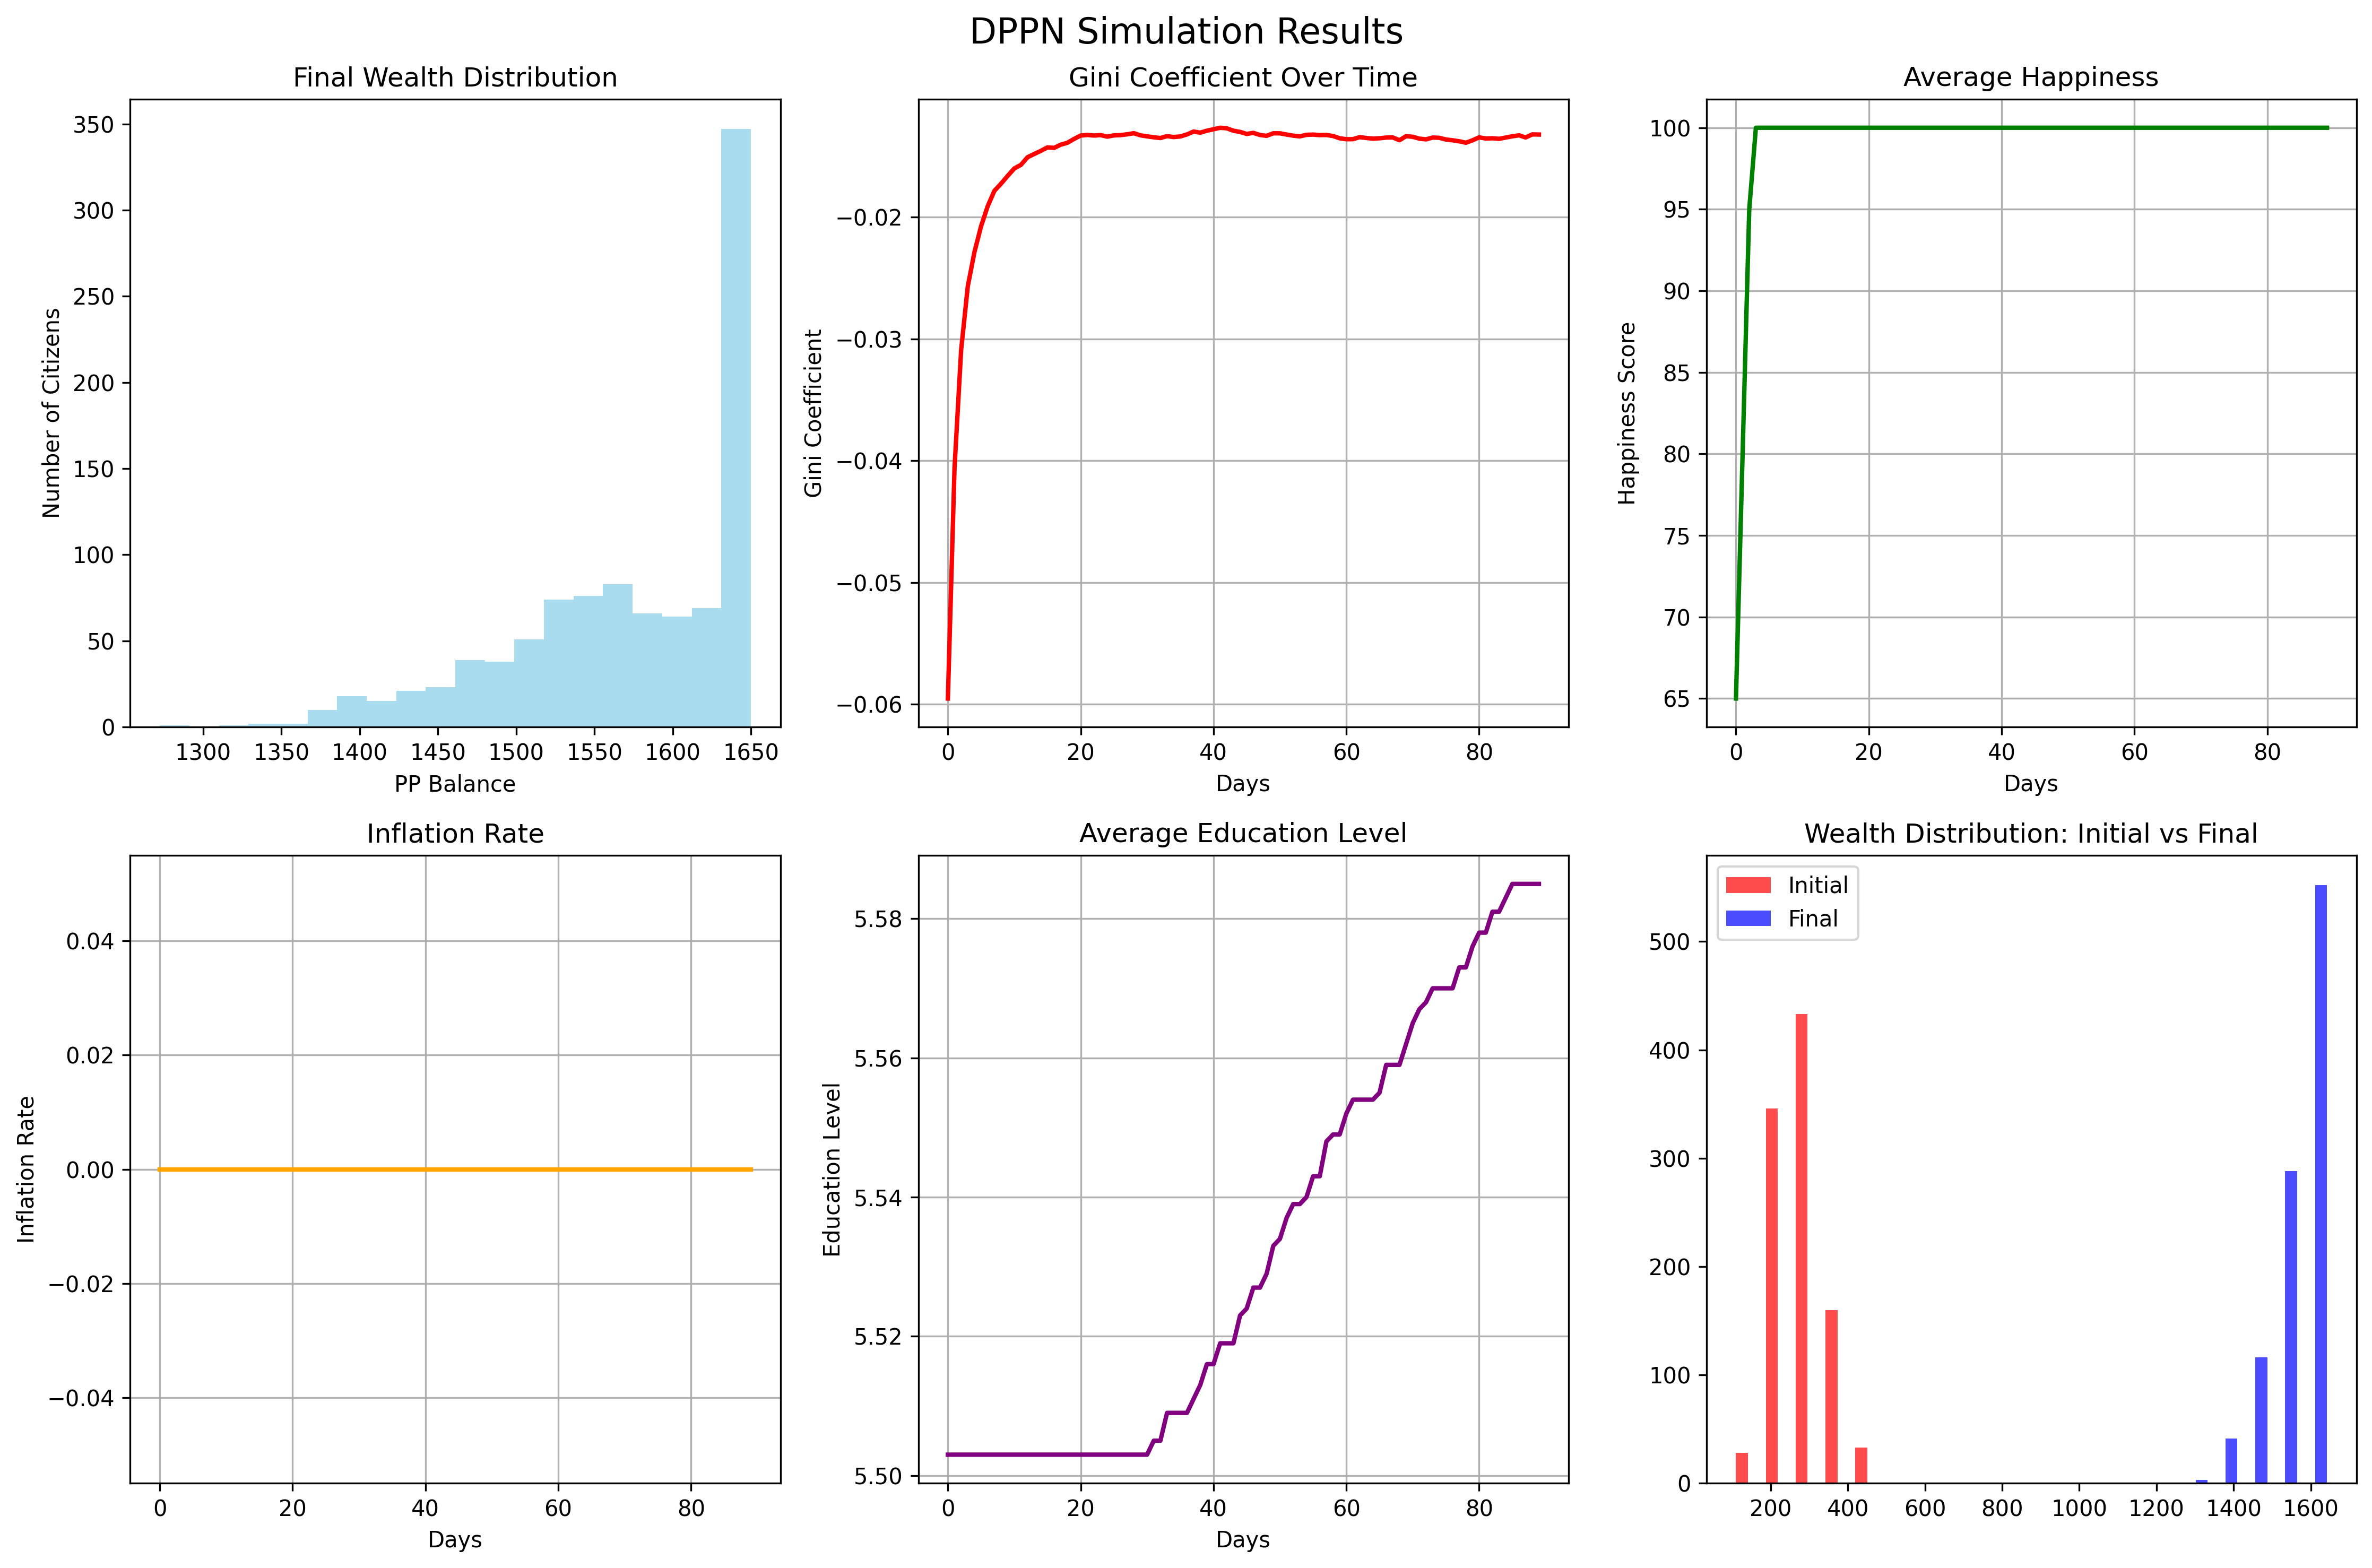 DPPN Simulation Results
Final Wealth Distribution
350
300
250
200
150
100
50
0
Number of Citizens
1300 1350 1400 1450 1500 1550 1600 1650
PP Balance
Gini Coefficient Over Time
−0.02
−0.03
−0.04
−0.05
−0.06
Gini Coefficient
0 20 40 60 80
Days
Average Happiness
100
95
90
85
80
75
70
65
Happiness Score
0 20 40 60 80
Days
Inflation Rate
0.04
0.02
0.00
−0.02
−0.04
Inflation Rate
0 20 40 60 80
Days
Average Education Level
5.58
5.56
5.54
5.52
5.50
Education Level
0 20 40 60 80
Days
Wealth Distribution: Initial vs Final
Initial
Final
500
400
300
200
100
0
200 400 600 800 1000 1200 1400 1600